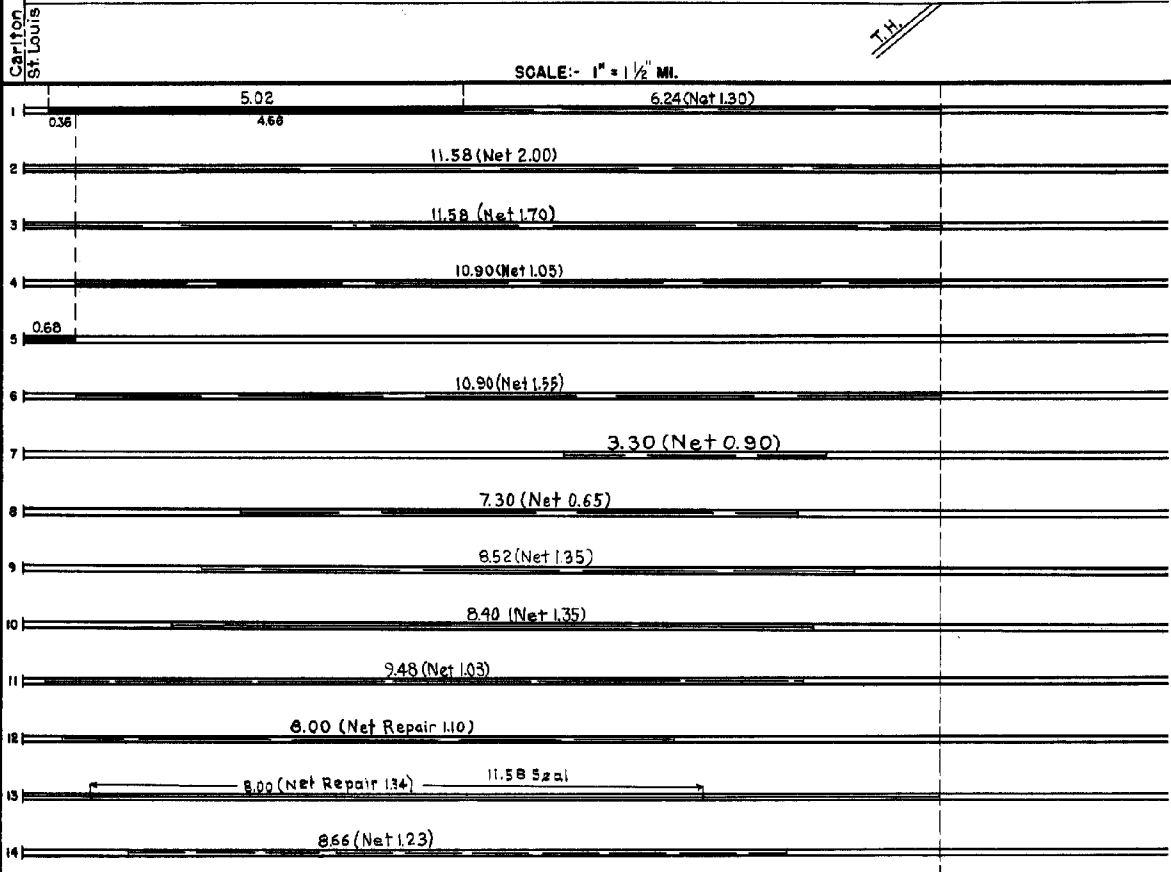 Carlton
St. Louis
T.H.
SCALE:- 1" = 1 1/2" MI.
5.02 6.24 (Net 1.30)
1
0.36 4.66
11.58 (Net 2.00)
2
11.58 (Net 1.70)
3
10.90 (Net 1.05)
4
0.68
5
10.90 (Net 1.55)
6
3.30 (Net 0.90)
7
7.30 (Net 0.65)
8
8.52 (Net 1.35)
9
8.40 (Net 1.35)
10
9.48 (Net 1.03)
11
8.00 (Net Repair 1.10)
12
8.00 (Net Repair 1.34) 11.58 Seal
13
8.66 (Net 1.23)
14